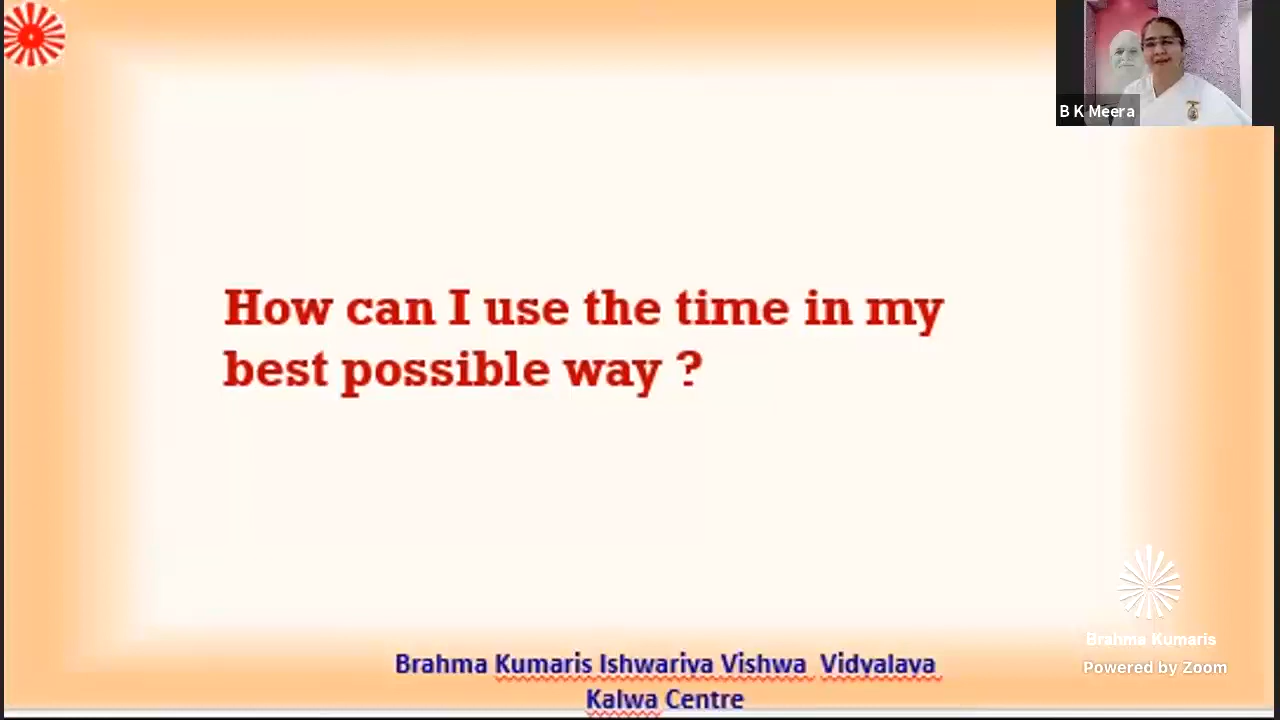 B K Meera
How can I use the time in my
best possible way ?
Brahma Kumaris
Powered by Zoom
Brahma Kumaris Ishwariya Vishwa Vidyalaya
Kalwa Centre